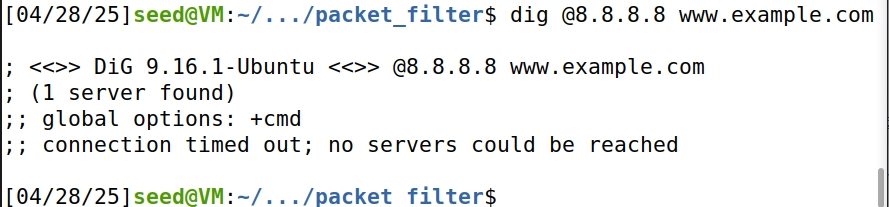 [04/28/25]seed@VM:~/.../packet_filter$ dig @8.8.8.8 www.example.com
; <<>> DiG 9.16.1-Ubuntu <<>> @8.8.8.8 www.example.com
; (1 server found)
;; global options: +cmd
;; connection timed out; no servers could be reached
[04/28/25]seed@VM:~/.../packet_filter$